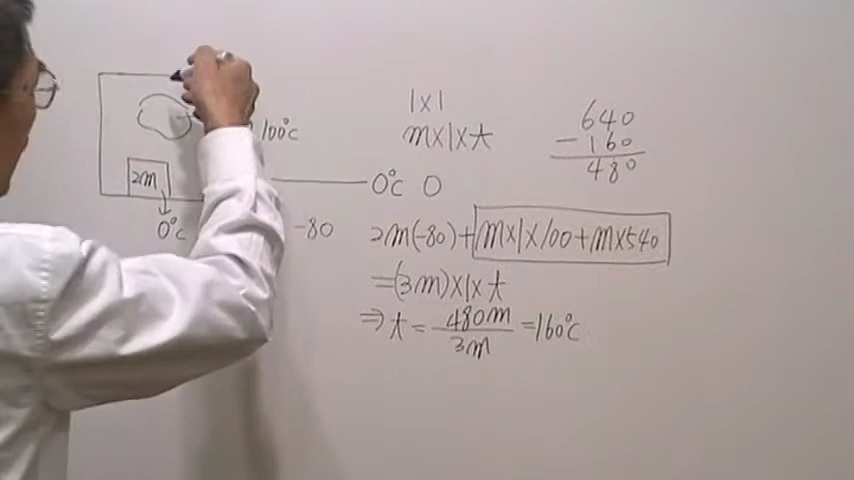 100°C
2m
0°C
-80
1×1
m×1×t
640
-160
480
0°C 0
2m(-80)+m×1×100+m×540
=(3m)×1×t
⇒ t = 480m/3m = 160°C